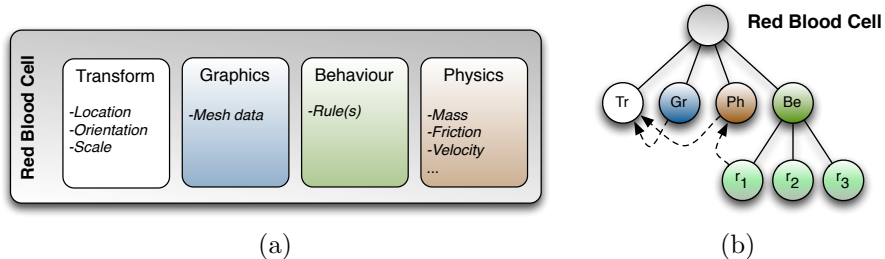 Red Blood Cell
Transform
-Location
-Orientation
-Scale
Graphics
-Mesh data
Behaviour
-Rule(s)
Physics
-Mass
-Friction
-Velocity
...
(a)
Red Blood Cell
Tr
Gr
Ph
Be
r1
r2
r3
(b)